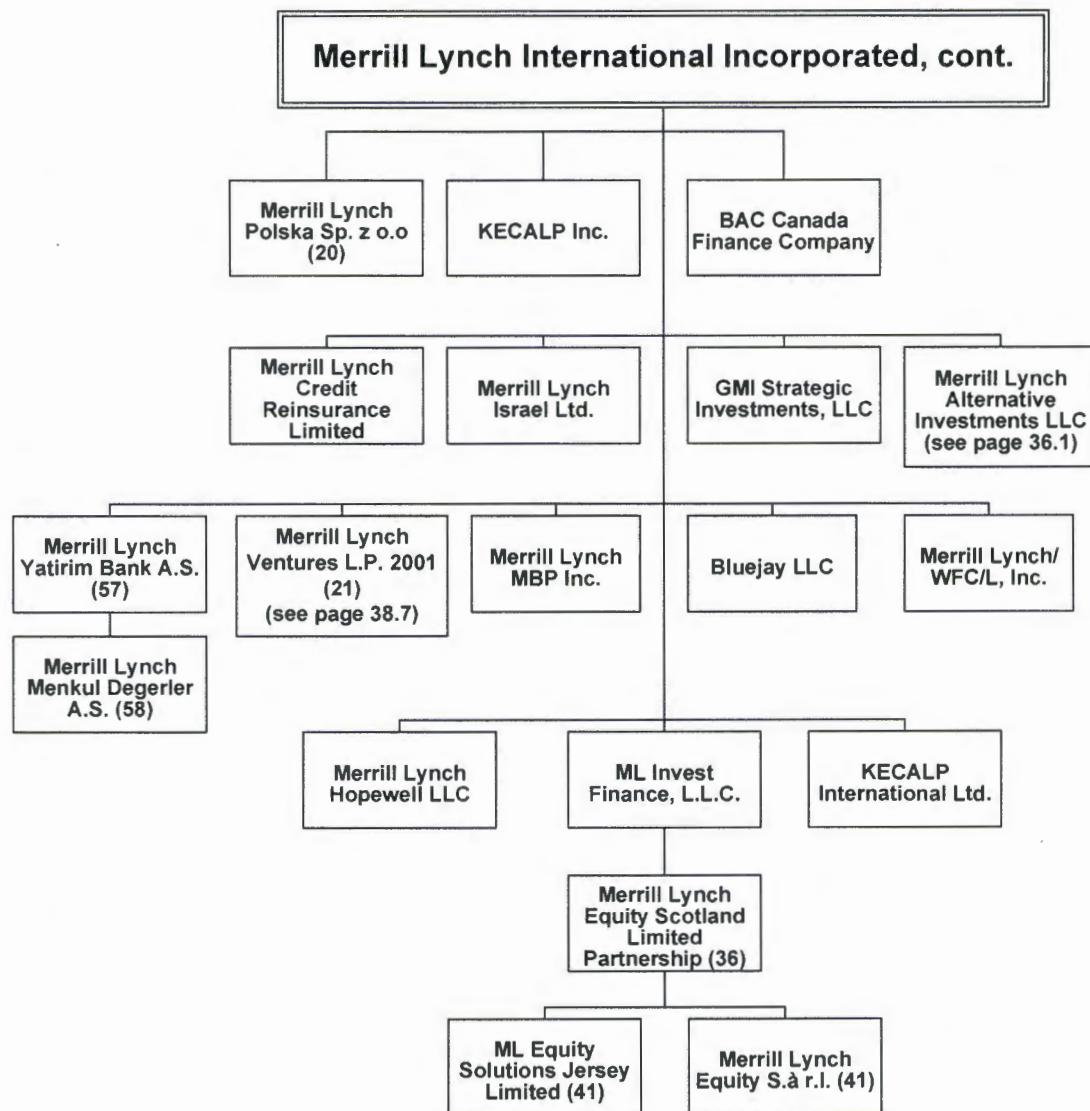 Merrill Lynch International Incorporated, cont.
Merrill Lynch
Polska Sp. z o.o
(20)
KECALP Inc.
BAC Canada
Finance Company
Merrill Lynch
Credit
Reinsurance
Limited
Merrill Lynch
Israel Ltd.
GMI Strategic
Investments, LLC
Merrill Lynch
Alternative
Investments LLC
(see page 36.1)
Merrill Lynch
Yatirim Bank A.S.
(57)
Merrill Lynch
Ventures L.P. 2001
(21)
(see page 38.7)
Merrill Lynch
MBP Inc.
Bluejay LLC
Merrill Lynch/
WFC/L, Inc.
Merrill Lynch
Menkul Degerler
A.S. (58)
Merrill Lynch
Hopewell LLC
ML Invest
Finance, L.L.C.
KECALP
International Ltd.
Merrill Lynch
Equity Scotland
Limited
Partnership (36)
ML Equity
Solutions Jersey
Limited (41)
Merrill Lynch
Equity S.à r.l. (41)